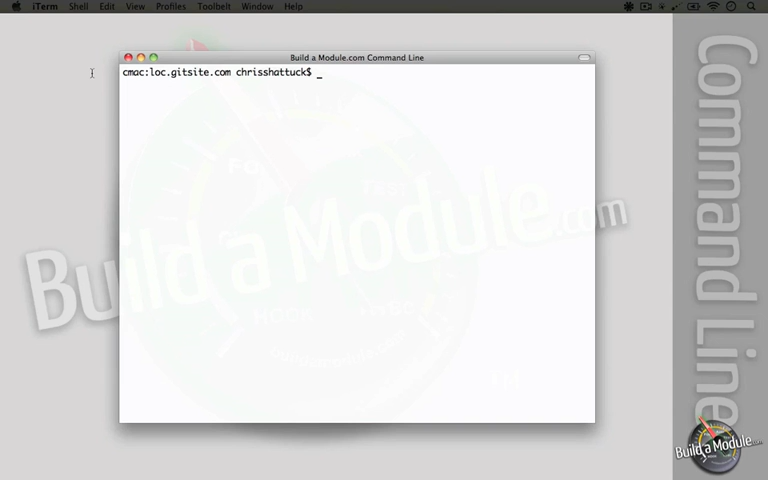 iTerm Shell Edit View Profiles Toolbelt Window Help
Build a Module.com Command Line
cmac:loc.gitsite.com chrisshattuck$ _
Build a Module.com
Command Line
Build a Module.com